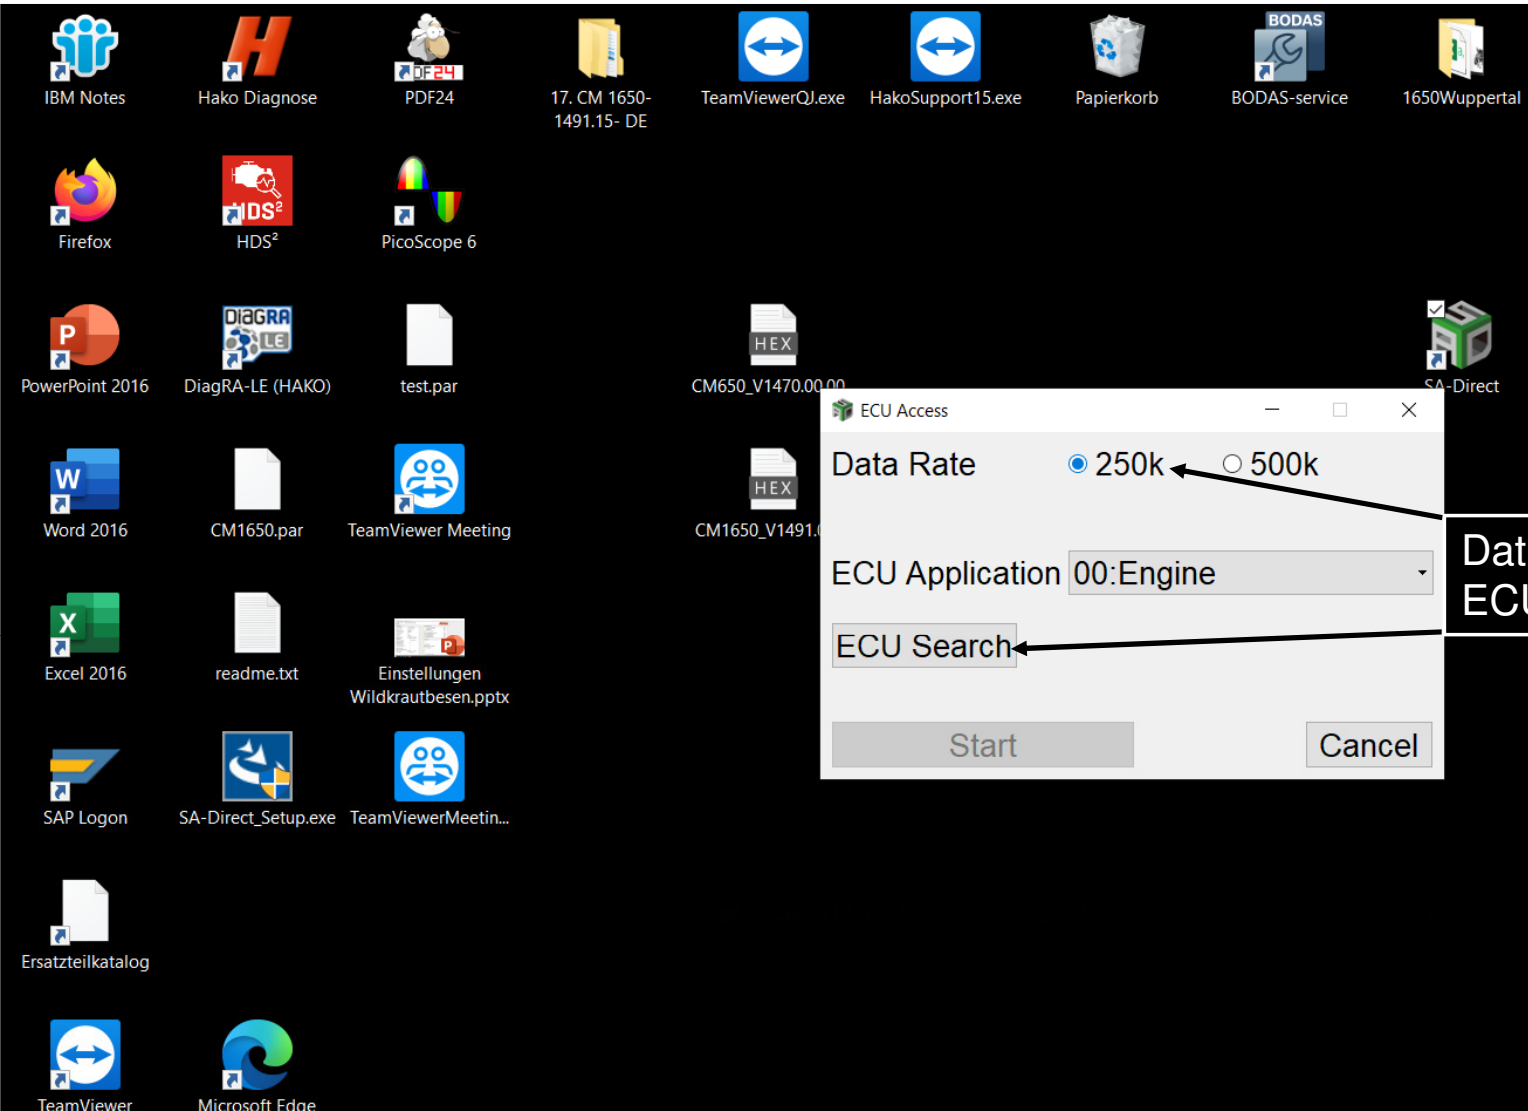 BODAS
DF24
IBM Notes
Hako Diagnose
PDF24
17. CM 1650-
1491.15- DE
TeamViewerQJ.exe
HakoSupport15.exe
Papierkorb
BODAS-service
1650Wuppertal
HDS²
Firefox
HDS²
PicoScope 6
P
DiAGRA
LE
HEX
PowerPoint 2016
DiagRA-LE (HAKO)
test.par
CM650_V1470.00.00
SA-Direct
ECU Access
Data Rate
250k
500k
W
HEX
Word 2016
CM1650.par
TeamViewer Meeting
CM1650_V1491.
Dat
ECU
ECU Application
00:Engine
X
P
ECU Search
Excel 2016
readme.txt
Einstellungen
Wildkrautbesen.pptx
Start
Cancel
SAP Logon
SA-Direct_Setup.exe
TeamViewerMeetin...
Ersatzteilkatalog
TeamViewer
Microsoft Edge